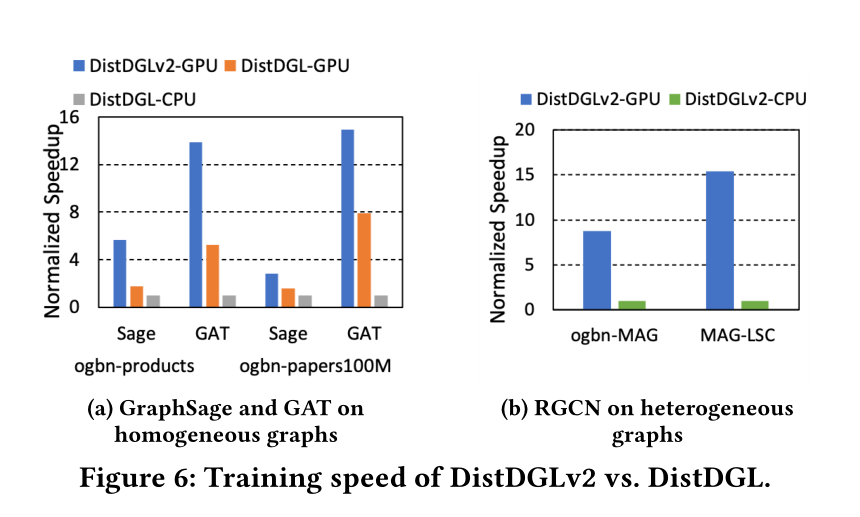 DistDGLv2-GPU DistDGL-GPU
DistDGL-CPU
Normalized Speedup
16
12
8
4
0
Sage GAT Sage GAT
ogbn-products ogbn-papers100M
(a) GraphSage and GAT on
homogeneous graphs
DistDGLv2-GPU DistDGLv2-CPU
Normalized Speedup
20
15
10
5
0
ogbn-MAG MAG-LSC
(b) RGCN on heterogeneous
graphs
Figure 6: Training speed of DistDGLv2 vs. DistDGL.